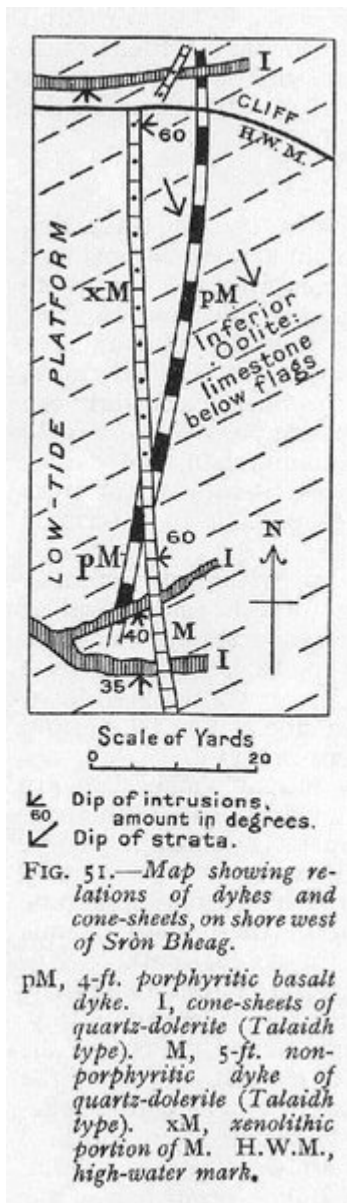 I
CLIFF
H.W.M.
60
LOW-TIDE PLATFORM
xM
pM
Inferior
Oolite:
limestone
below flags
60
N
pM
I
40
M
35
I
Scale of Yards
0 20
60 Dip of intrusions,
amount in degrees.
Dip of strata.
FIG. 51.—Map showing re-
lations of dykes and
cone-sheets, on shore west
of Sròn Bheag.
pM, 4-ft. porphyritic basalt
dyke. I, cone-sheets of
quartz-dolerite (Talaidh
type). M, 5-ft. non-
porphyritic dyke of
quartz-dolerite (Talaidh
type). xM, xenolithic
portion of M. H.W.M.,
high-water mark.